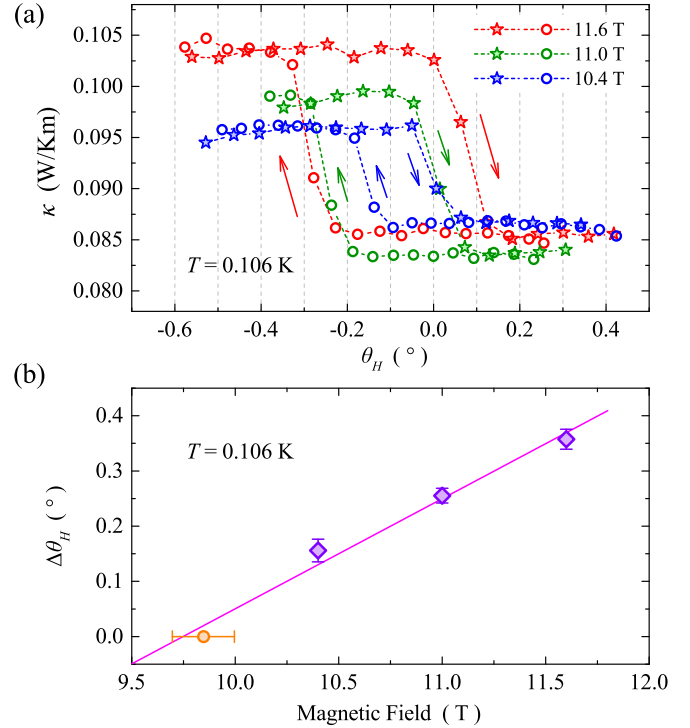 (a)
0.105
0.100
0.095
0.090
0.085
0.080
κ (W/Km)
11.6 T
11.0 T
10.4 T
T = 0.106 K
-0.6 -0.4 -0.2 0.0 0.2 0.4
θ_H ( ° )
(b)
0.4
0.3
0.2
0.1
0.0
Δθ_H ( ° )
T = 0.106 K
9.5 10.0 10.5 11.0 11.5 12.0
Magnetic Field ( T )